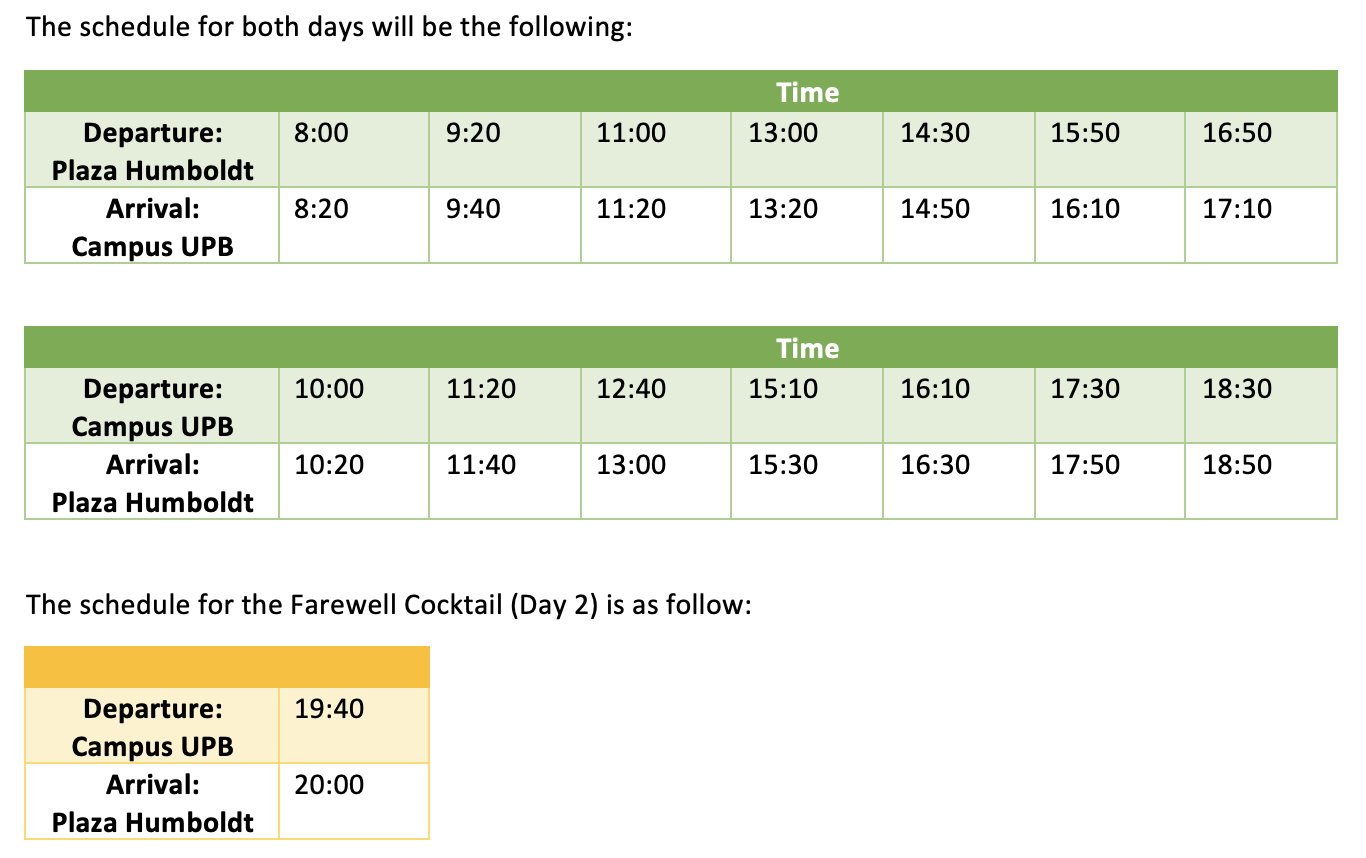 The schedule for both days will be the following:
Time
Departure: 8:00 9:20 11:00 13:00 14:30 15:50 16:50
Plaza Humboldt
Arrival: 8:20 9:40 11:20 13:20 14:50 16:10 17:10
Campus UPB
Time
Departure: 10:00 11:20 12:40 15:10 16:10 17:30 18:30
Campus UPB
Arrival: 10:20 11:40 13:00 15:30 16:30 17:50 18:50
Plaza Humboldt
The schedule for the Farewell Cocktail (Day 2) is as follow:
Departure: 19:40
Campus UPB
Arrival: 20:00
Plaza Humboldt